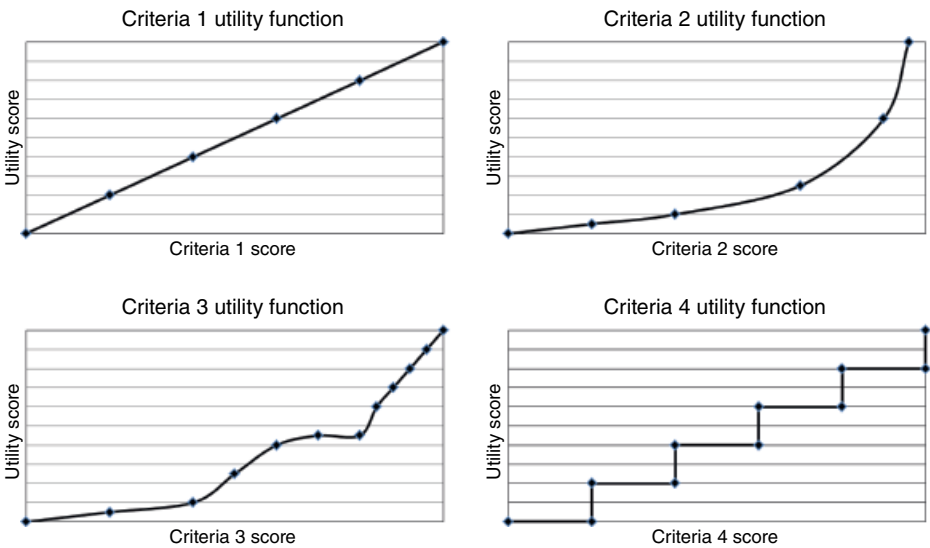 Criteria 1 utility function
Utility score
Criteria 1 score
Criteria 2 utility function
Utility score
Criteria 2 score
Criteria 3 utility function
Utility score
Criteria 3 score
Criteria 4 utility function
Utility score
Criteria 4 score